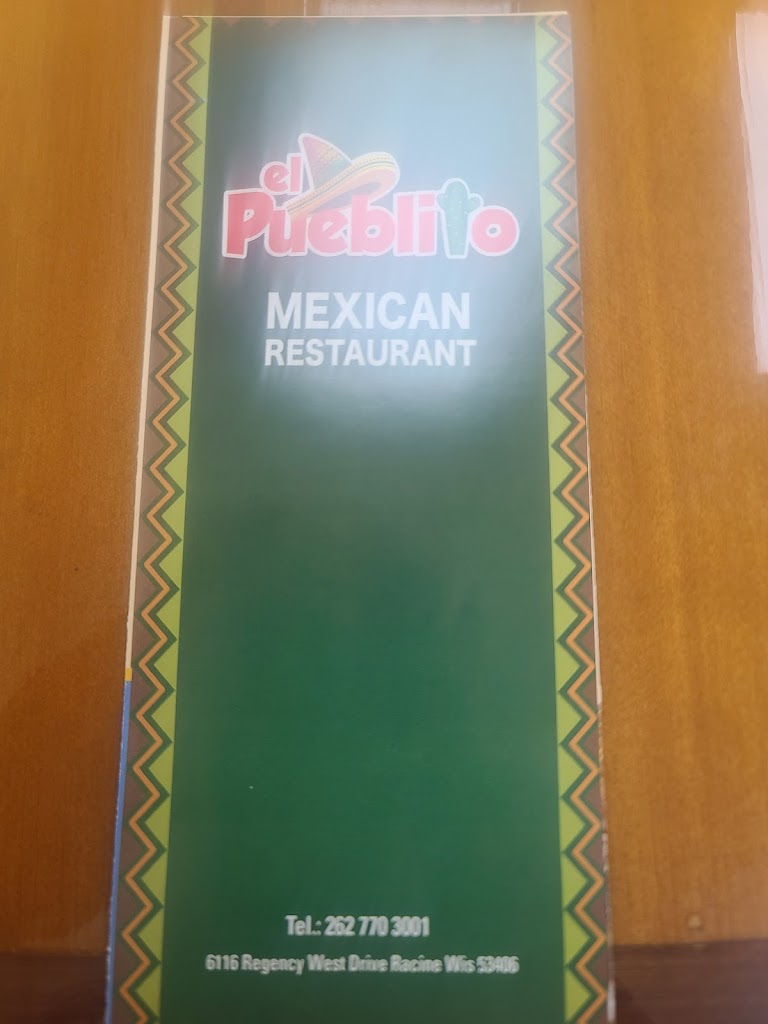 el
Pueblito
MEXICAN
RESTAURANT
Tel.: 262 770 3001
6116 Regency West Drive Racine Wis 53406